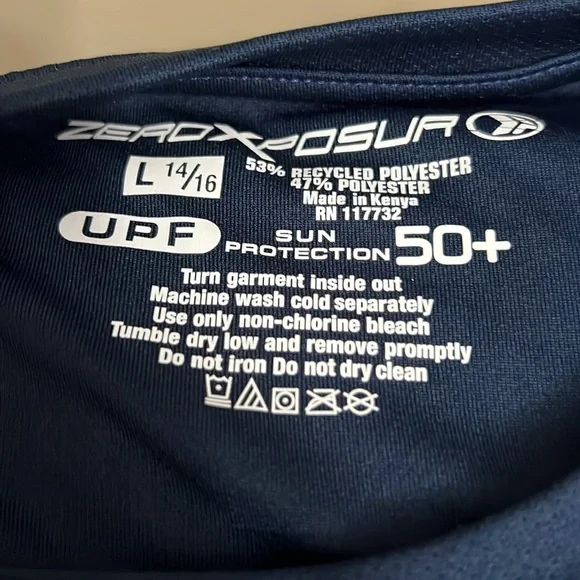 ZEROXPOSUR
L 14/16
53% RECYCLED POLYESTER
47% POLYESTER
Made in Kenya
RN 117732
UPF SUN PROTECTION 50+
Turn garment inside out
Machine wash cold separately
Use only non-chlorine bleach
Tumble dry low and remove promptly
Do not iron Do not dry clean